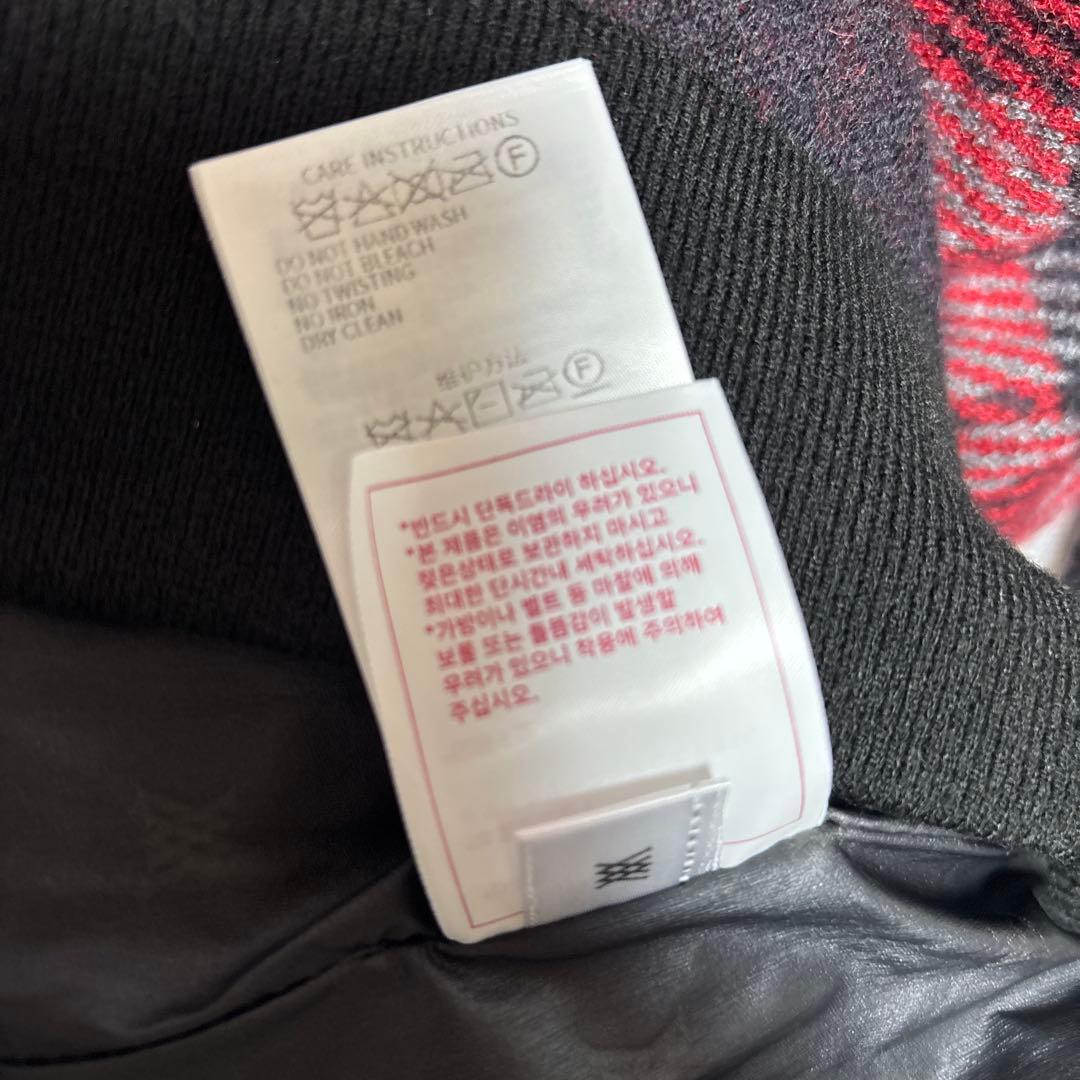 CARE INSTRUCTIONS
F
DO NOT HAND WASH
DO NOT BLEACH
NO TWISTING
NO IRON
DRY CLEAN
维护方法
F
*반드시 단독드라이 하십시오.
*본 제품은 이염의 우려가 있으니
젖은상태로 보관하지 마시고
최대한 단시간내 세탁하십시오.
*가방이나 벨트 등 마찰에 의해
보풀 또는 틀뜯김이 발생할
우려가 있으니 착용에 주의하여
주십시오.